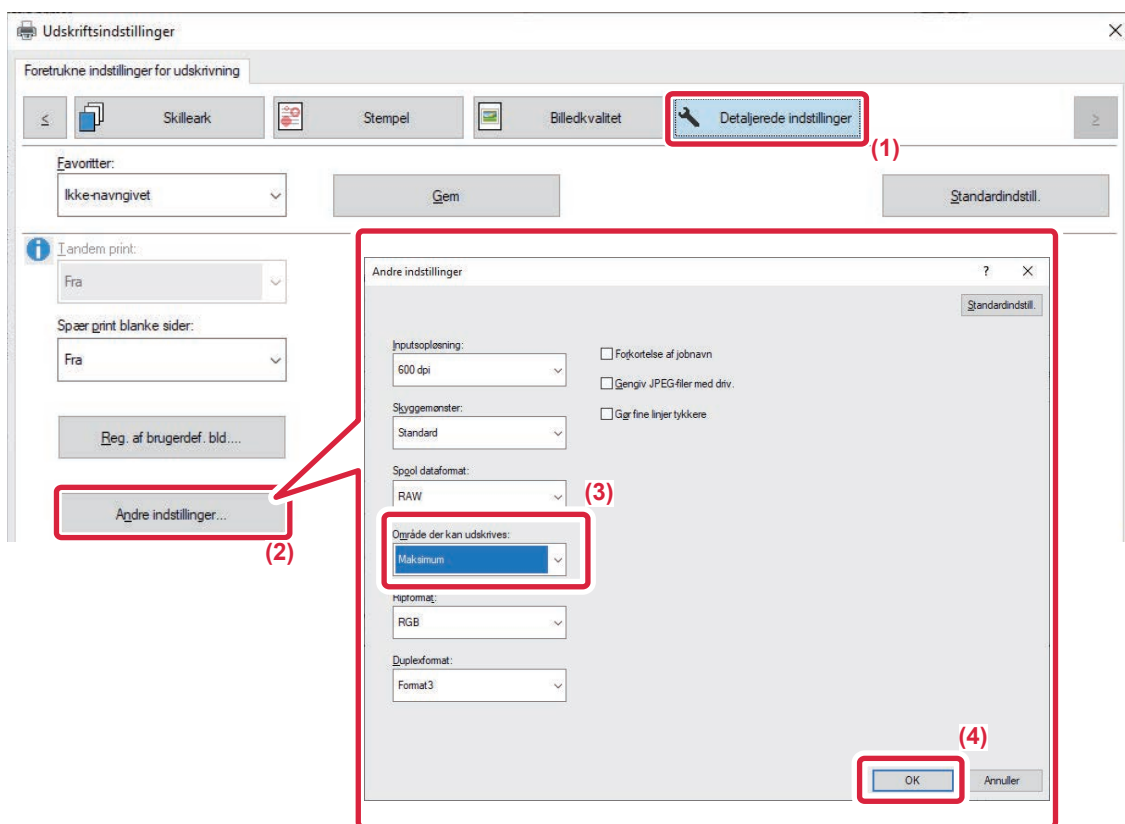 Udskriftsindstillinger
Foretrukne indstillinger for udskrivning
≤ Skilleark Stempel Billedkvalitet Detaljerede indstillinger ≥
(1)
Favoritter:
Ikke-navngivet Gem Standardindstill.
Tandem print:
Fra
Spær print blanke sider:
Fra
Reg. af brugerdef. bld....
Andre indstillinger...
(2)
Andre indstillinger ? X
Standardindstill.
Inputsopløsning:
600 dpi
Skyggemønster:
Standard
Spool dataformat:
RAW
(3)
Område der kan udskrives:
Maksimum
Ripformat:
RGB
Duplexformat:
Format3
Forkortelse af jobnavn
Gengiv JPEG-filer med driv.
Gør fine linjer tykkere
(4)
OK Annuller